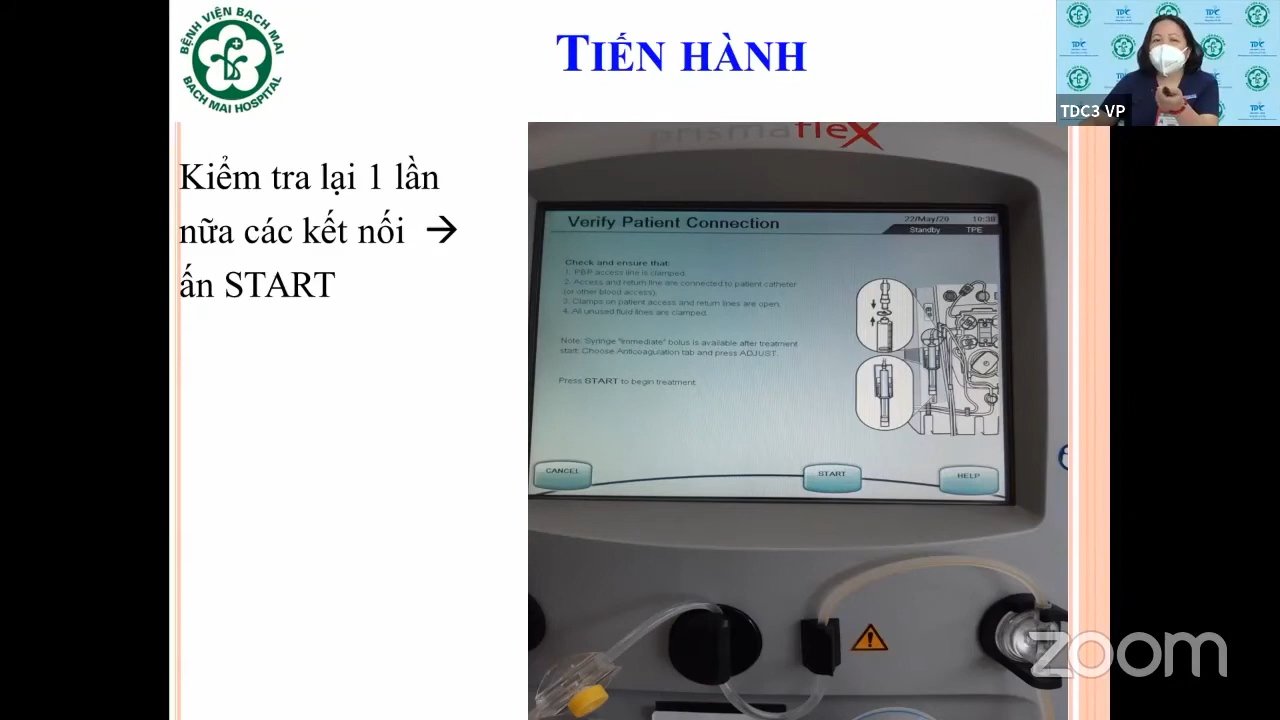 BỆNH VIỆN BẠCH MAI
BACH MAI HOSPITAL
TIẾN HÀNH
TDC3 VP
Kiểm tra lại 1 lần
nữa các kết nối →
ấn START
prismaflex
Verify Patient Connection
22/May/20 10:38
Standby TPE
Check and ensure that:
1. PBP access line is clamped.
2. Access and return line are connected to patient catheter
(or other blood access).
3. Clamps on patient access and return lines are open.
4. All unused fluid lines are clamped.
Note: Syringe "immediate" bolus is available after treatment
start: Choose Anticoagulation tab and press ADJUST.
Press START to begin treatment.
CANCEL
START
HELP
zoom